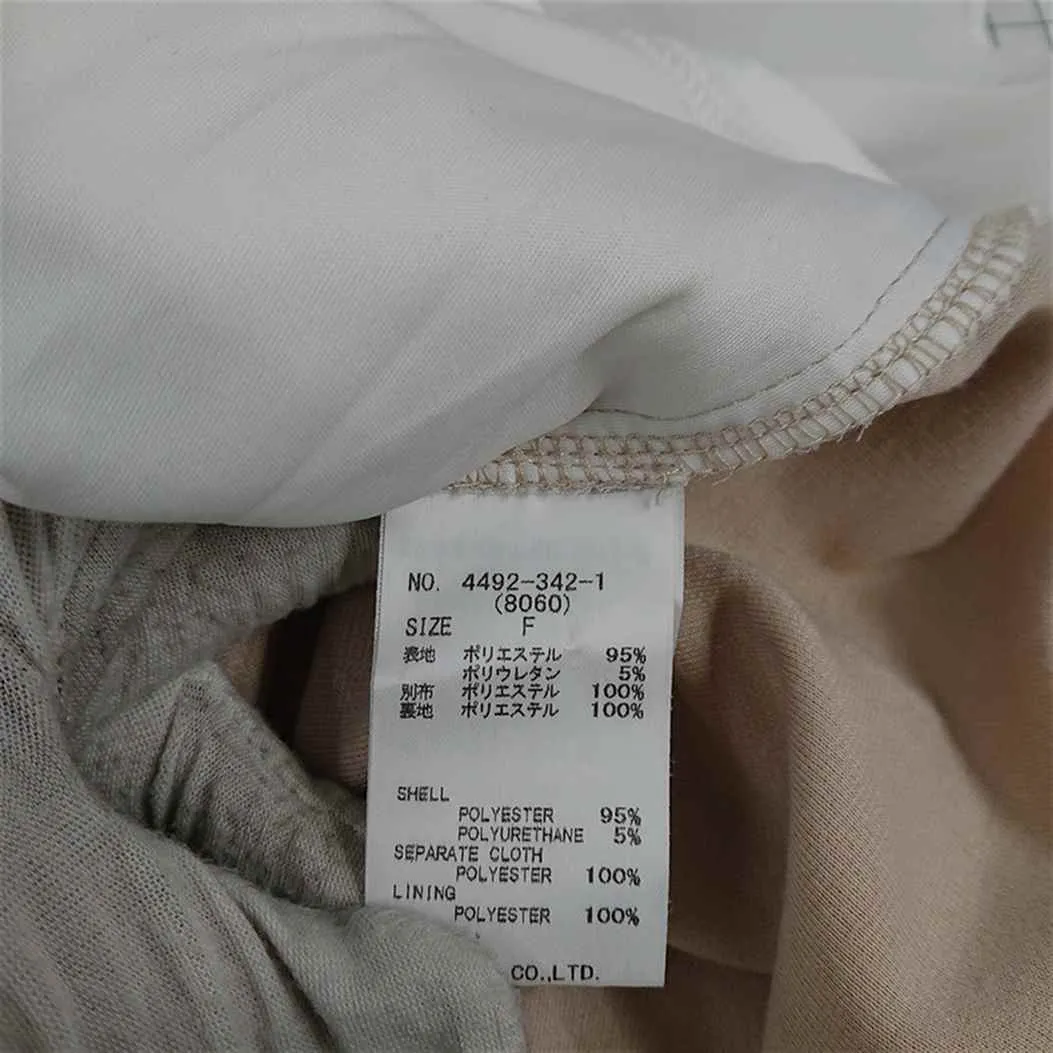 NO. 4492-342-1
(8060)
SIZE F
表地 ポリエステル 95%
ポリウレタン 5%
別布 ポリエステル 100%
裏地 ポリエステル 100%
SHELL
POLYESTER 95%
POLYURETHANE 5%
SEPARATE CLOTH
POLYESTER 100%
LINING
POLYESTER 100%
CO.,LTD.